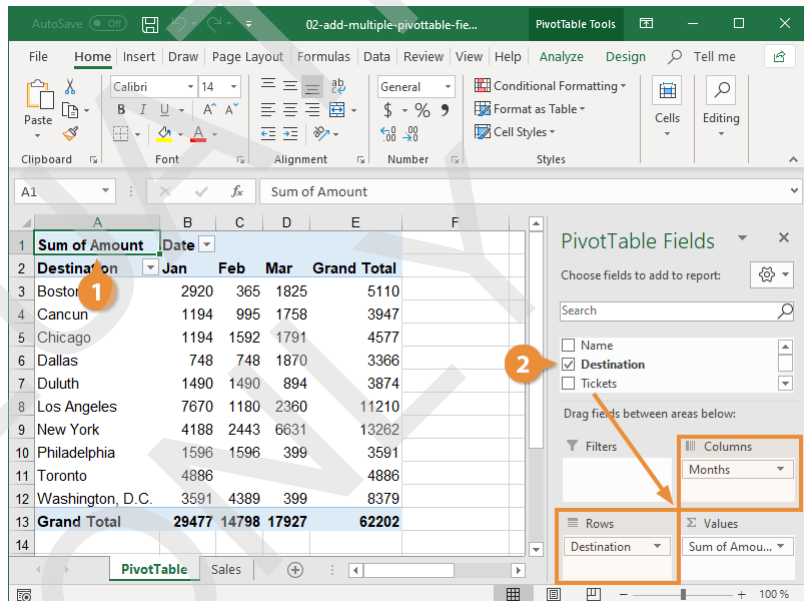 AutoSave Off 02-add-multiple-pivottable-fie... PivotTable Tools
File Home Insert Draw Page Layout Formulas Data Review View Help Analyze Design Tell me
Calibri 14 ab General Conditional Formatting
Paste B I U A A $ % 9 Format as Table Cells Editing
A .00 .00 Cell Styles
Clipboard Font Alignment Number Styles
A1 fx Sum of Amount
A B C D E F
1 Sum of Amount Date
2 Destination Jan Feb Mar Grand Total
3 Boston 2920 365 1825 5110
4 Cancun 1194 995 1758 3947
5 Chicago 1194 1592 1791 4577
6 Dallas 748 748 1870 3366
7 Duluth 1490 1490 894 3874
8 Los Angeles 7670 1180 2360 11210
9 New York 4188 2443 6631 13262
10 Philadelphia 1596 1596 399 3591
11 Toronto 4886 4886
12 Washington, D.C. 3591 4389 399 8379
13 Grand Total 29477 14798 17927 62202
14
1
PivotTable Sales
PivotTable Fields
Choose fields to add to report:
Search
Name
2 Destination
Tickets
Drag fields between areas below:
Filters Columns
Months
Rows Σ Values
Destination Sum of Amou...
100 %
ONLY